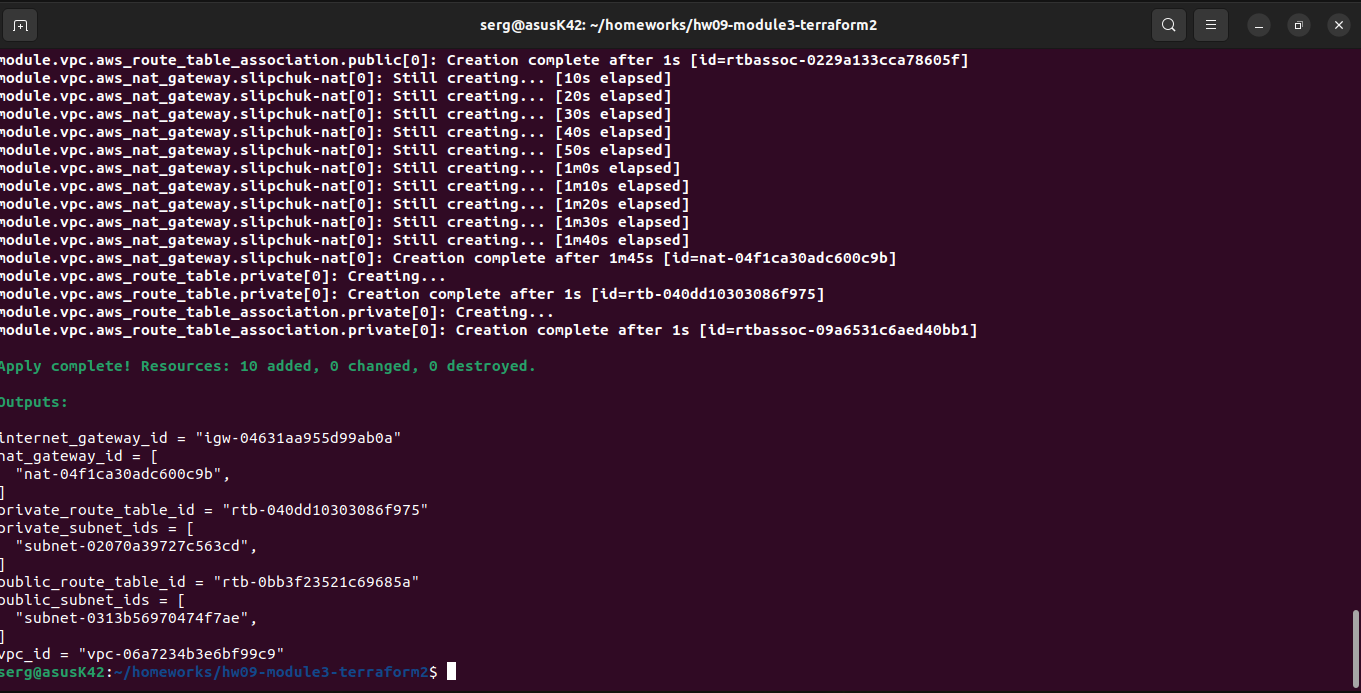 serg@asusK42: ~/homeworks/hw09-module3-terraform2
module.vpc.aws_route_table_association.public[0]: Creation complete after 1s [id=rtbassoc-0229a133cca78605f]
module.vpc.aws_nat_gateway.slipchuk-nat[0]: Still creating... [10s elapsed]
module.vpc.aws_nat_gateway.slipchuk-nat[0]: Still creating... [20s elapsed]
module.vpc.aws_nat_gateway.slipchuk-nat[0]: Still creating... [30s elapsed]
module.vpc.aws_nat_gateway.slipchuk-nat[0]: Still creating... [40s elapsed]
module.vpc.aws_nat_gateway.slipchuk-nat[0]: Still creating... [50s elapsed]
module.vpc.aws_nat_gateway.slipchuk-nat[0]: Still creating... [1m0s elapsed]
module.vpc.aws_nat_gateway.slipchuk-nat[0]: Still creating... [1m10s elapsed]
module.vpc.aws_nat_gateway.slipchuk-nat[0]: Still creating... [1m20s elapsed]
module.vpc.aws_nat_gateway.slipchuk-nat[0]: Still creating... [1m30s elapsed]
module.vpc.aws_nat_gateway.slipchuk-nat[0]: Still creating... [1m40s elapsed]
module.vpc.aws_nat_gateway.slipchuk-nat[0]: Creation complete after 1m45s [id=nat-04f1ca30adc600c9b]
module.vpc.aws_route_table.private[0]: Creating...
module.vpc.aws_route_table.private[0]: Creation complete after 1s [id=rtb-040dd10303086f975]
module.vpc.aws_route_table_association.private[0]: Creating...
module.vpc.aws_route_table_association.private[0]: Creation complete after 1s [id=rtbassoc-09a6531c6aed40bb1]
Apply complete! Resources: 10 added, 0 changed, 0 destroyed.
Outputs:
internet_gateway_id = "igw-04631aa955d99ab0a"
nat_gateway_id = [
  "nat-04f1ca30adc600c9b",
]
private_route_table_id = "rtb-040dd10303086f975"
private_subnet_ids = [
  "subnet-02070a39727c563cd",
]
public_route_table_id = "rtb-0bb3f23521c69685a"
public_subnet_ids = [
  "subnet-0313b56970474f7ae",
]
vpc_id = "vpc-06a7234b3e6bf99c9"
serg@asusK42:~/homeworks/hw09-module3-terraform2$